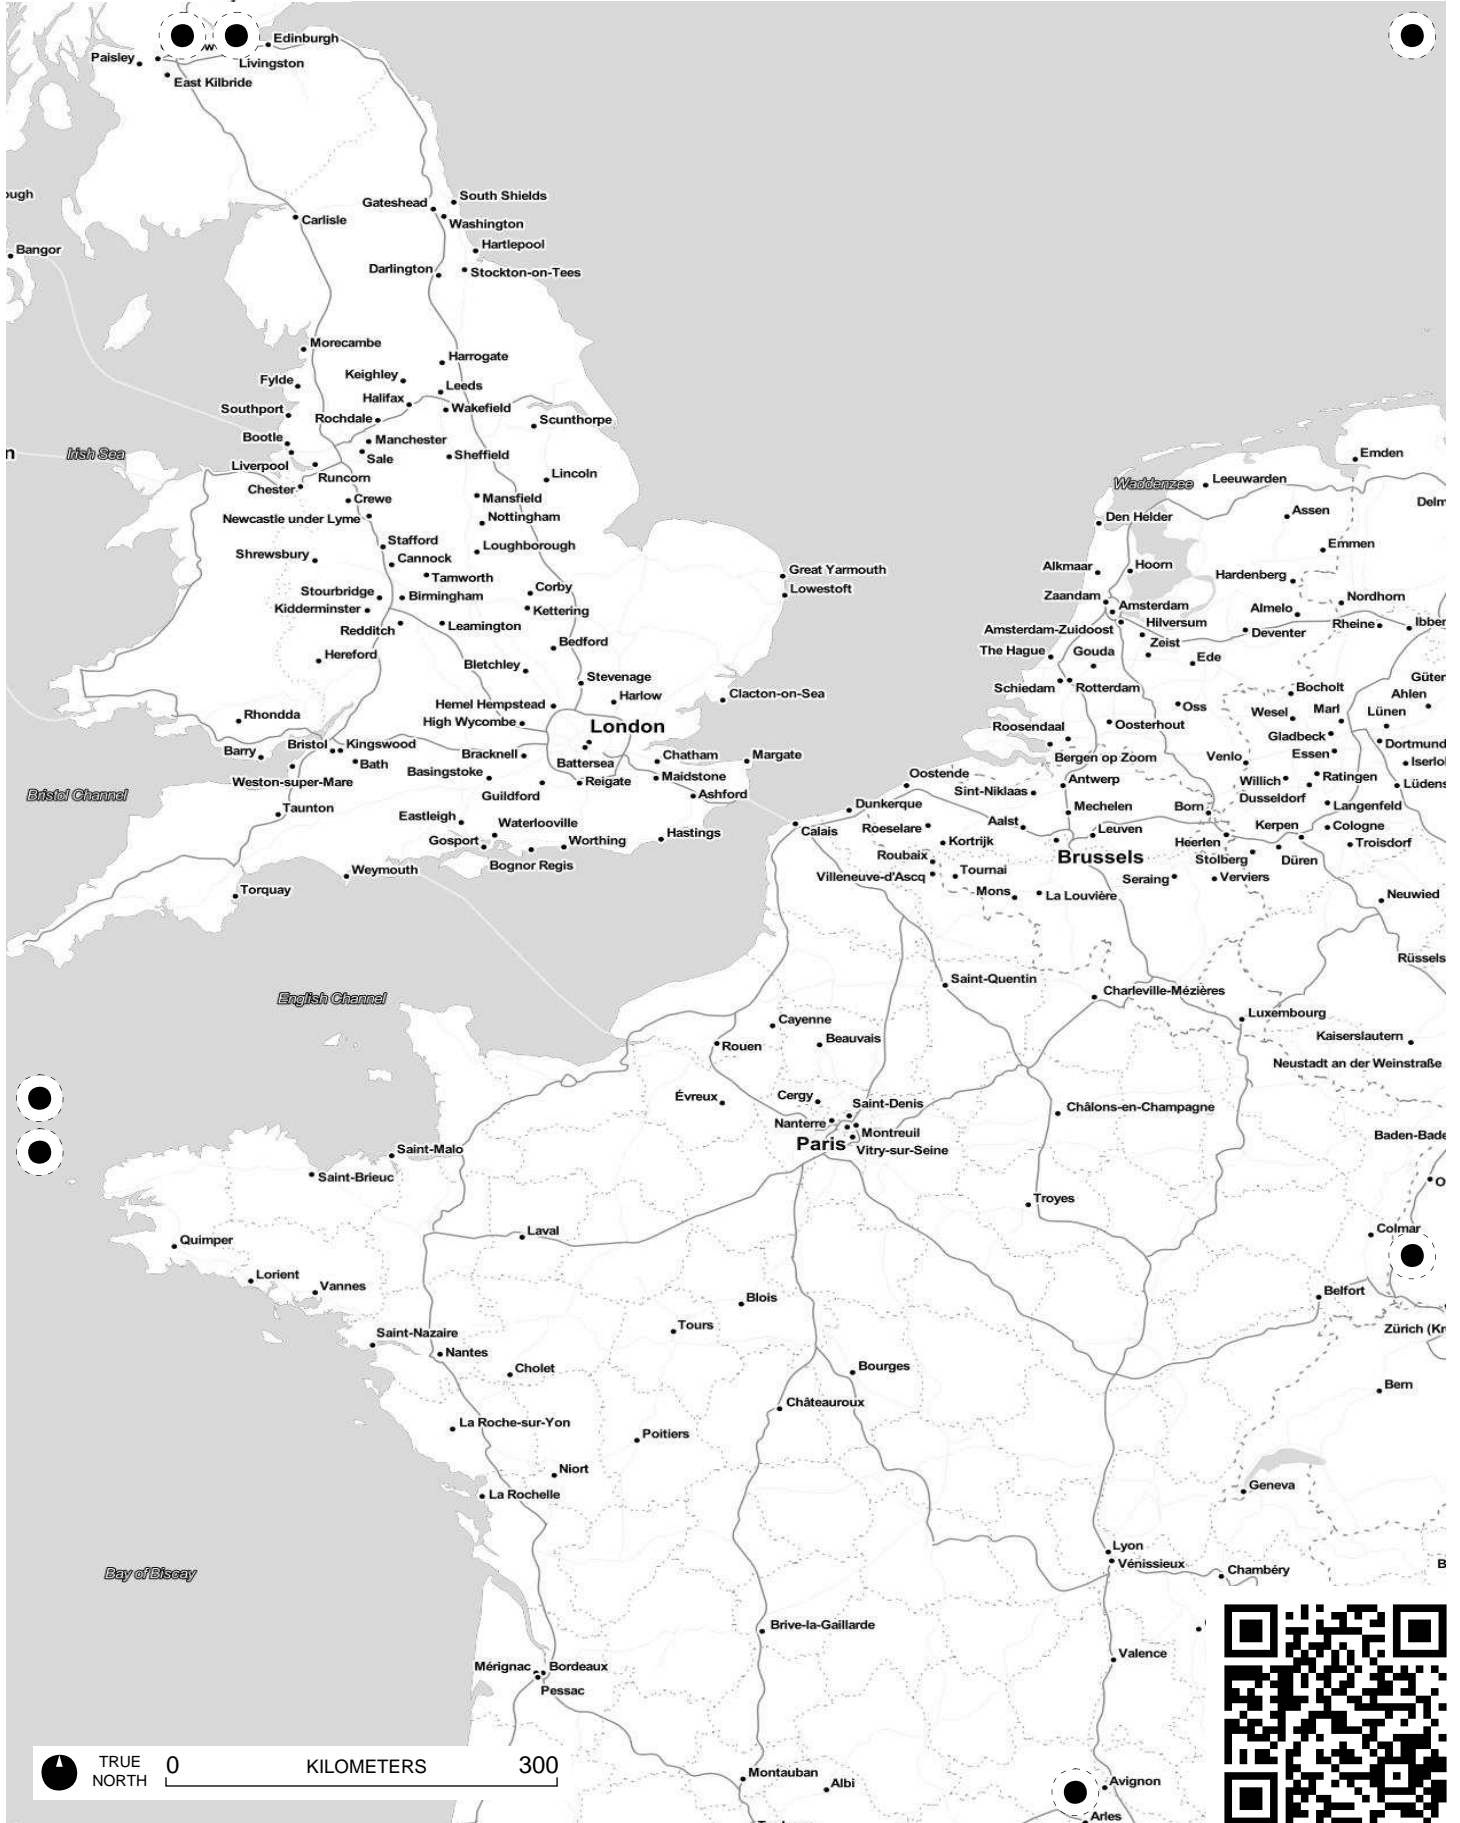 Edinburgh
Paisley
Livingston
East Kilbride
South Shields
Gateshead
Carlisle
Washington
Bangor
Hartlepool
Darlington
Stockton-on-Tees
Morecambe
Harrogate
Keighley
Fylde
Leeds
Halifax
Southport
Wakefield
Rochdale
Scunthorpe
Bootle
Manchester
Irish Sea
Sale
Sheffield
Emden
Liverpool
Runcorn
Lincoln
Leeuwarden
Waddenzee
Chester
Crewe
Mansfield
Delm
Assen
Newcastle under Lyme
Nottingham
Den Helder
Stafford
Loughborough
Emmen
Shrewsbury
Cannock
Great Yarmouth
Alkmaar
Hoorn
Tamworth
Hardenberg
Stourbridge
Birmingham
Corby
Lowestoft
Zaandam
Nordhorn
Kidderminster
Kettering
Amsterdam
Almelo
Redditch
Leamington
Amsterdam-Zuidoost
Hilversum
Deventer
Rheine
Ibber
Bedford
Zeist
Hereford
Bletchley
The Hague
Gouda
Ede
Stevenage
Güter
Harlow
Clacton-on-Sea
Schiedam
Rotterdam
Bocholt
Ahlen
Hemel Hempstead
Oss
Wesel
Marl
Lünen
Rhondda
High Wycombe
London
Roosendaal
Oosterhout
Gladbeck
Bristol
Kingswood
Dortmund
Barry
Bath
Bracknell
Battersea
Chatham
Margate
Bergen op Zoom
Venlo
Essen
Iserlo
Weston-super-Mare
Basingstoke
Reigate
Maidstone
Oostende
Antwerp
Willich
Ratingen
Lüdens
Bristol Channel
Guildford
Ashford
Sint-Niklaas
Dusseldorf
Taunton
Dunkerque
Mechelen
Born
Langenfeld
Eastleigh
Waterlooville
Calais
Roeselare
Aalst
Leuven
Kerpen
Cologne
Gosport
Worthing
Hastings
Kortrijk
Heerlen
Troisdorf
Bognor Regis
Roubaix
Brussels
Stolberg
Düren
Weymouth
Villeneuve-d'Ascq
Tournai
Seraing
Verviers
Torquay
Mons
La Louvière
Neuwied
Rüssels
Saint-Quentin
Charleville-Mézières
English Channel
Luxembourg
Cayenne
Kaiserslautern
Rouen
Beauvais
Neustadt an der Weinstraße
Évreux
Cergy
Saint-Denis
Châlons-en-Champagne
Nanterre
Montreuil
Baden-Bade
Paris
Vitry-sur-Seine
Saint-Malo
Saint-Brieuc
O
Troyes
Quimper
Laval
Colmar
Lorient
Vannes
Belfort
Blois
Saint-Nazaire
Tours
Zürich (Kr
Nantes
Cholet
Bourges
Bern
Châteauroux
La Roche-sur-Yon
Poitiers
Niort
Geneva
La Rochelle
Lyon
Vénissieux
Chambéry
B
Bay of Biscay
Brive-la-Gaillarde
Valence
Mérignac
Bordeaux
Pessac
TRUE
NORTH
0
KILOMETERS
300
Montauban
Albi
Avignon
Arles